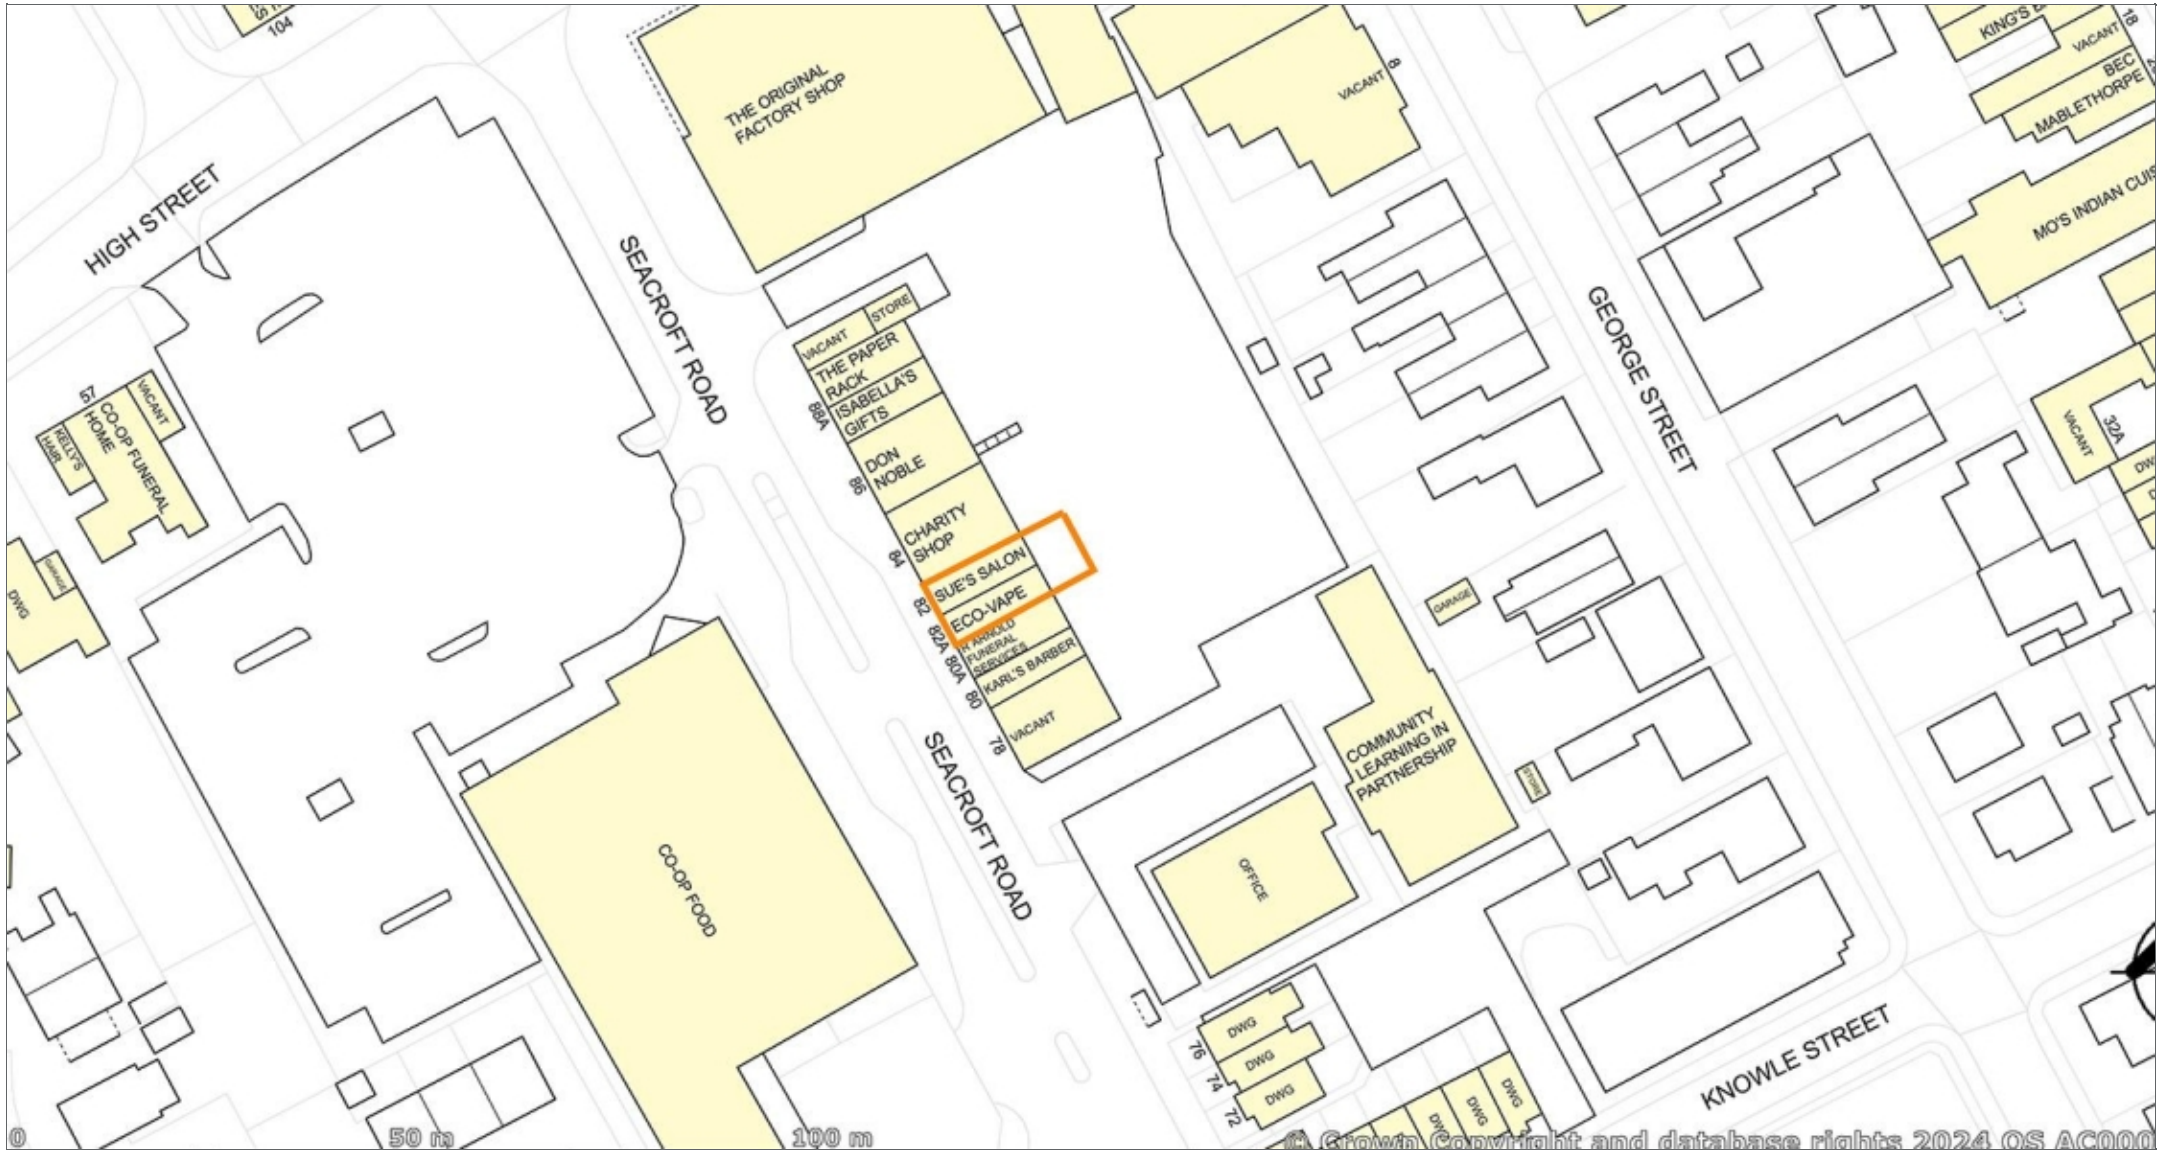 104
THE ORIGINAL
FACTORY SHOP
VACANT
8
KING'S
18
VACANT
BEC
MABLETHORPE
MO'S INDIAN CUIS
HIGH STREET
SEACROFT ROAD
GEORGE STREET
VACANT
STORE
THE PAPER
RACK
ISABELLA'S
GIFTS
88A
DON
NOBLE
86
CHARITY
SHOP
84
SUE'S SALON
82
ECO-VAPE
82A
ARNOLD
FUNERAL
SERVICES
80A
KARL'S BARBER
80
VACANT
78
57
VACANT
CO-OP FUNERAL
HOME
KELLY'S
HAIR
GARAGE
DWG
VACANT
32A
GARAGE
COMMUNITY
LEARNING IN
PARTNERSHIP
STORE
SEACROFT ROAD
CO-OP FOOD
OFFICE
DWG
76
DWG
74
DWG
72
DWG
DWG
DWG
KNOWLE STREET
0
50 m
100 m
© Crown Copyright and database rights 2024 OS AC000